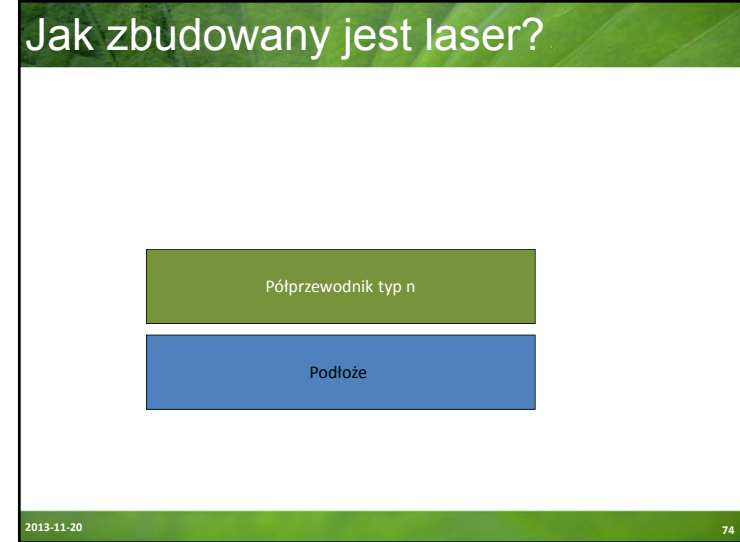 Jak zbudowany jest laser?
Półprzewodnik typ n
Podłoże
2013-11-20
74